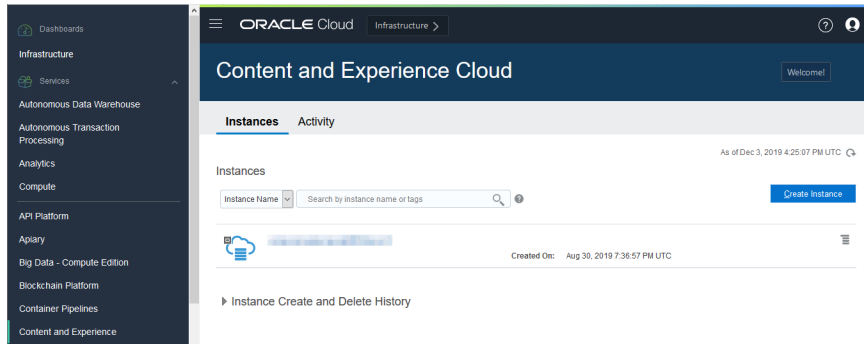 Dashboards
Infrastructure
Services
Autonomous Data Warehouse
Autonomous Transaction
Processing
Analytics
Compute
API Platform
Apiary
Big Data - Compute Edition
Blockchain Platform
Container Pipelines
Content and Experience
ORACLE Cloud Infrastructure >
Content and Experience Cloud
Welcome!
Instances Activity
As of Dec 3, 2019 4:25:07 PM UTC
Instances
Instance Name Search by instance name or tags
Create Instance
Created On: Aug 30, 2019 7:36:57 PM UTC
Instance Create and Delete History